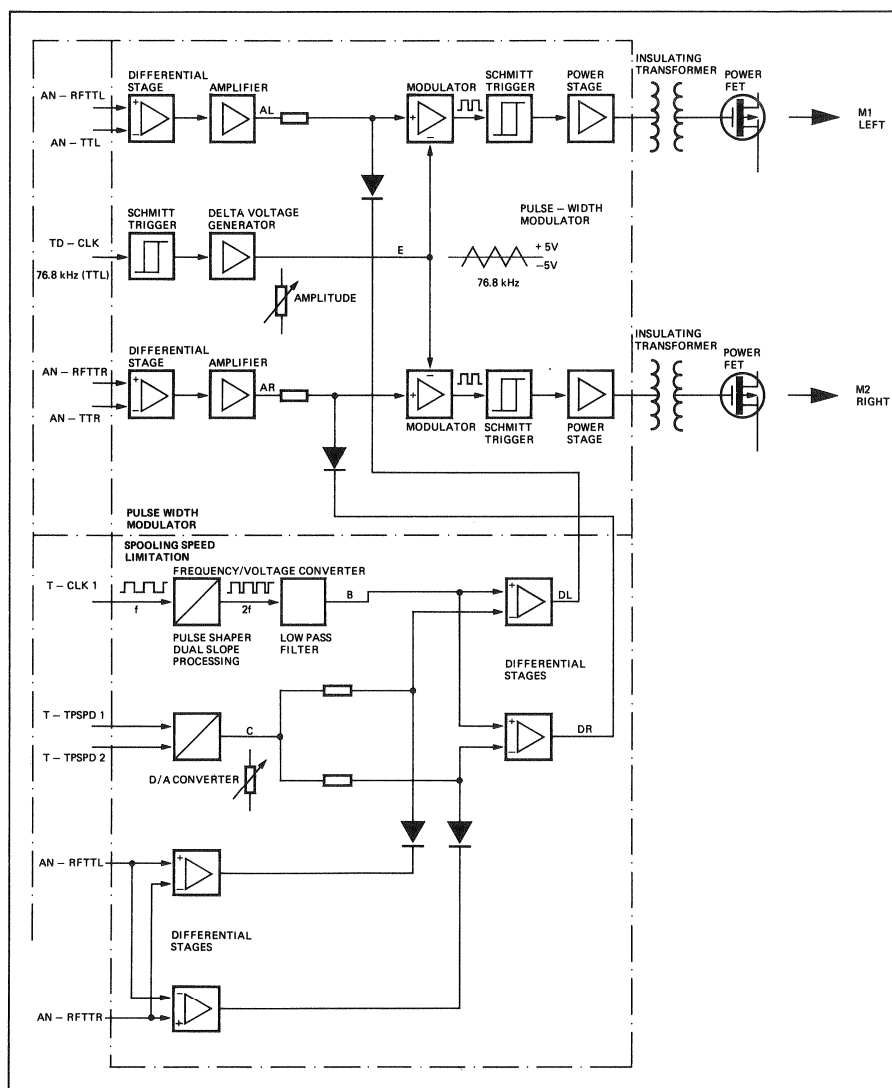 INSULATING
TRANSFORMER
POWER
FET
DIFFERENTIAL
STAGE
AMPLIFIER
MODULATOR
SCHMITT
TRIGGER
POWER
STAGE
AN – RFTTL
AN – TTL
+
–
AL
+
–
M1
LEFT
SCHMITT
TRIGGER
DELTA VOLTAGE
GENERATOR
PULSE – WIDTH
MODULATOR
TD – CLK
76.8 kHz (TTL)
E
+ 5V
–5V
76.8 kHz
AMPLITUDE
INSULATING
TRANSFORMER
POWER
FET
DIFFERENTIAL
STAGE
AMPLIFIER
AN – RFTTR
AN – TTR
+
–
AR
+
–
MODULATOR
SCHMITT
TRIGGER
POWER
STAGE
M2
RIGHT
PULSE WIDTH
MODULATOR
SPOOLING SPEED
LIMITATION
FREQUENCY/VOLTAGE CONVERTER
T – CLK 1
f
2f
B
+
–
DL
PULSE SHAPER
DUAL SLOPE
PROCESSING
LOW PASS
FILTER
DIFFERENTIAL
STAGES
T – TPSPD 1
T – TPSPD 2
C
+
–
DR
D/A CONVERTER
AN – RFTTL
+
–
DIFFERENTIAL
STAGES
AN – RFTTR
–
+